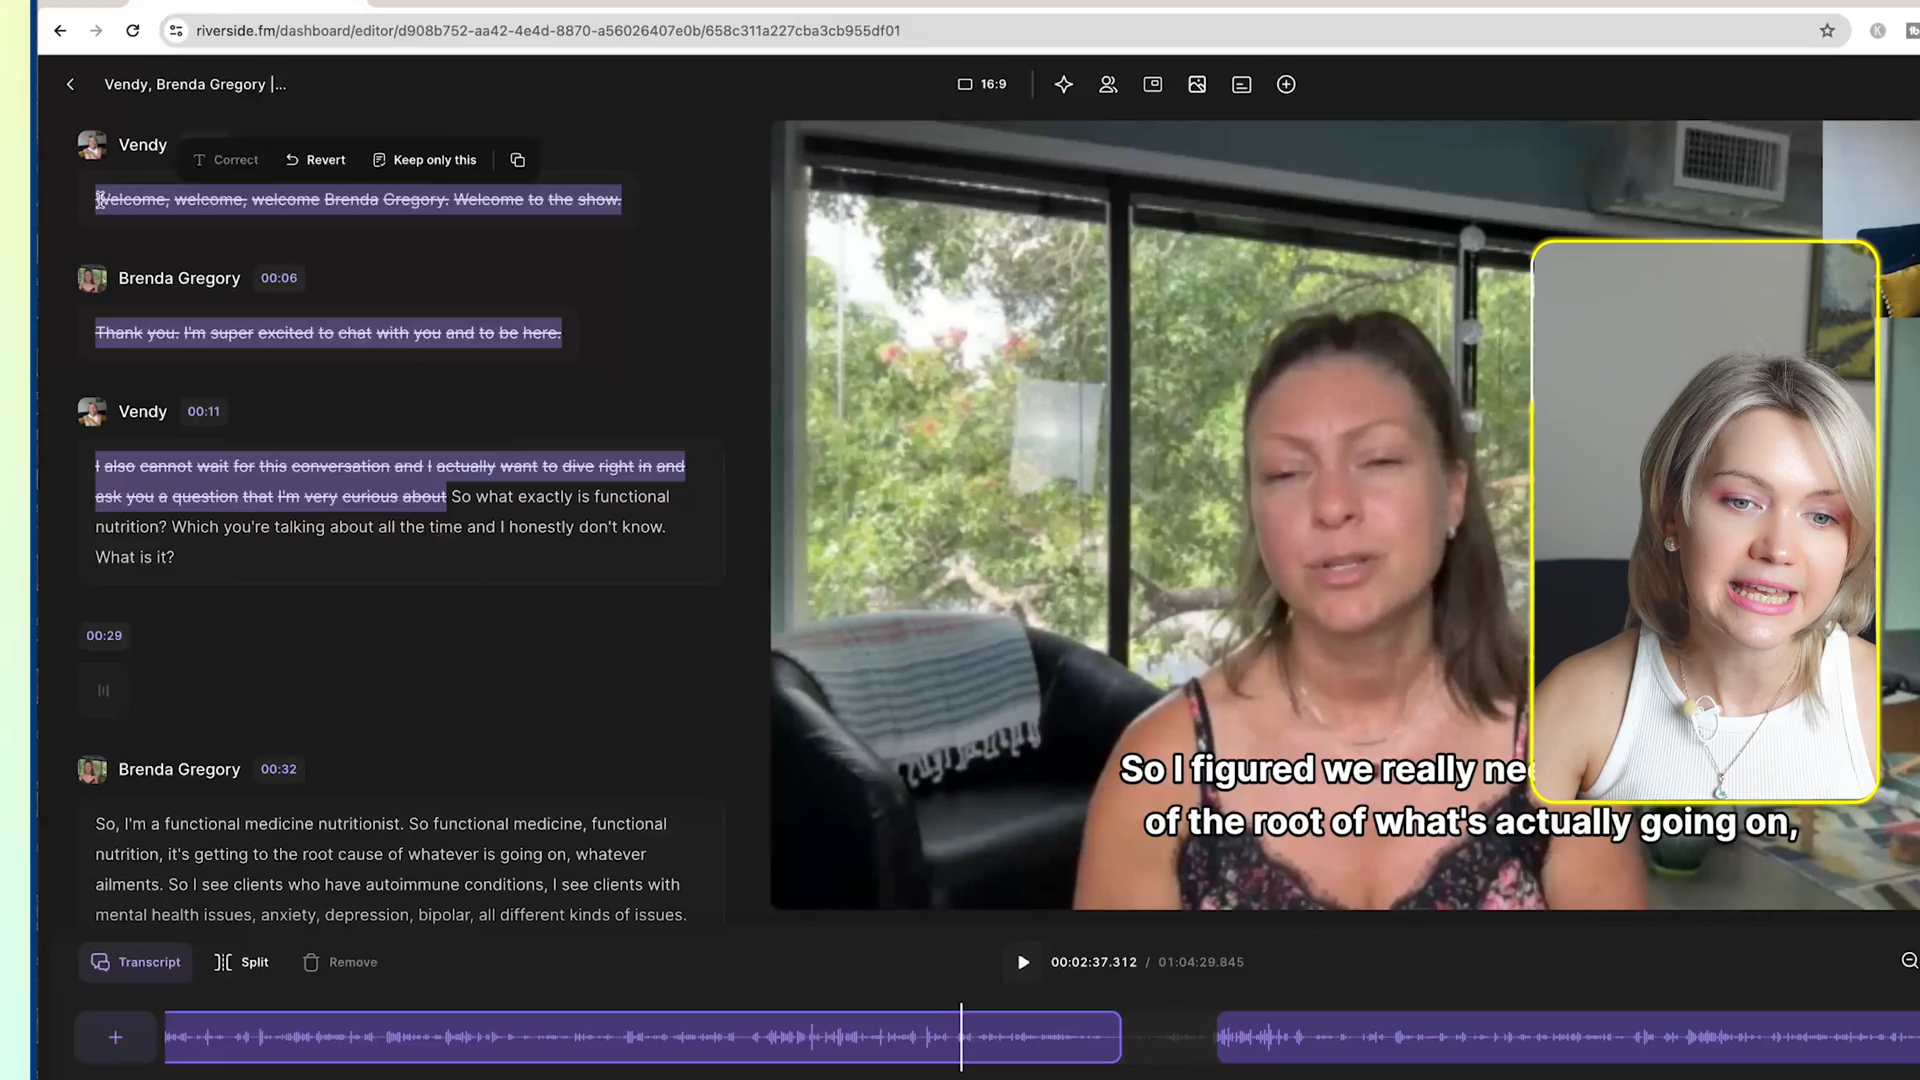 riverside.fm/dashboard/editor/d908b752-aa42-4e4d-8870-a56026407e0b/658c311a227cba3cb955df01
Vendy, Brenda Gregory |...
16:9
Vendy
Correct
Revert
Keep only this
Welcome, welcome, welcome Brenda Gregory. Welcome to the show.
Brenda Gregory 00:06
Thank you. I'm super excited to chat with you and to be here.
Vendy 00:11
I also cannot wait for this conversation and I actually want to dive right in and
ask you a question that I'm very curious about So what exactly is functional
nutrition? Which you're talking about all the time and I honestly don't know.
What is it?
00:29
Brenda Gregory 00:32
So, I'm a functional medicine nutritionist. So functional medicine, functional
nutrition, it's getting to the root cause of whatever is going on, whatever
ailments. So I see clients who have autoimmune conditions, I see clients with
mental health issues, anxiety, depression, bipolar, all different kinds of issues.
So I figured we really
of the root of what's actually going on,
Transcript
Split
Remove
00:02:37.312 / 01:04:29.845